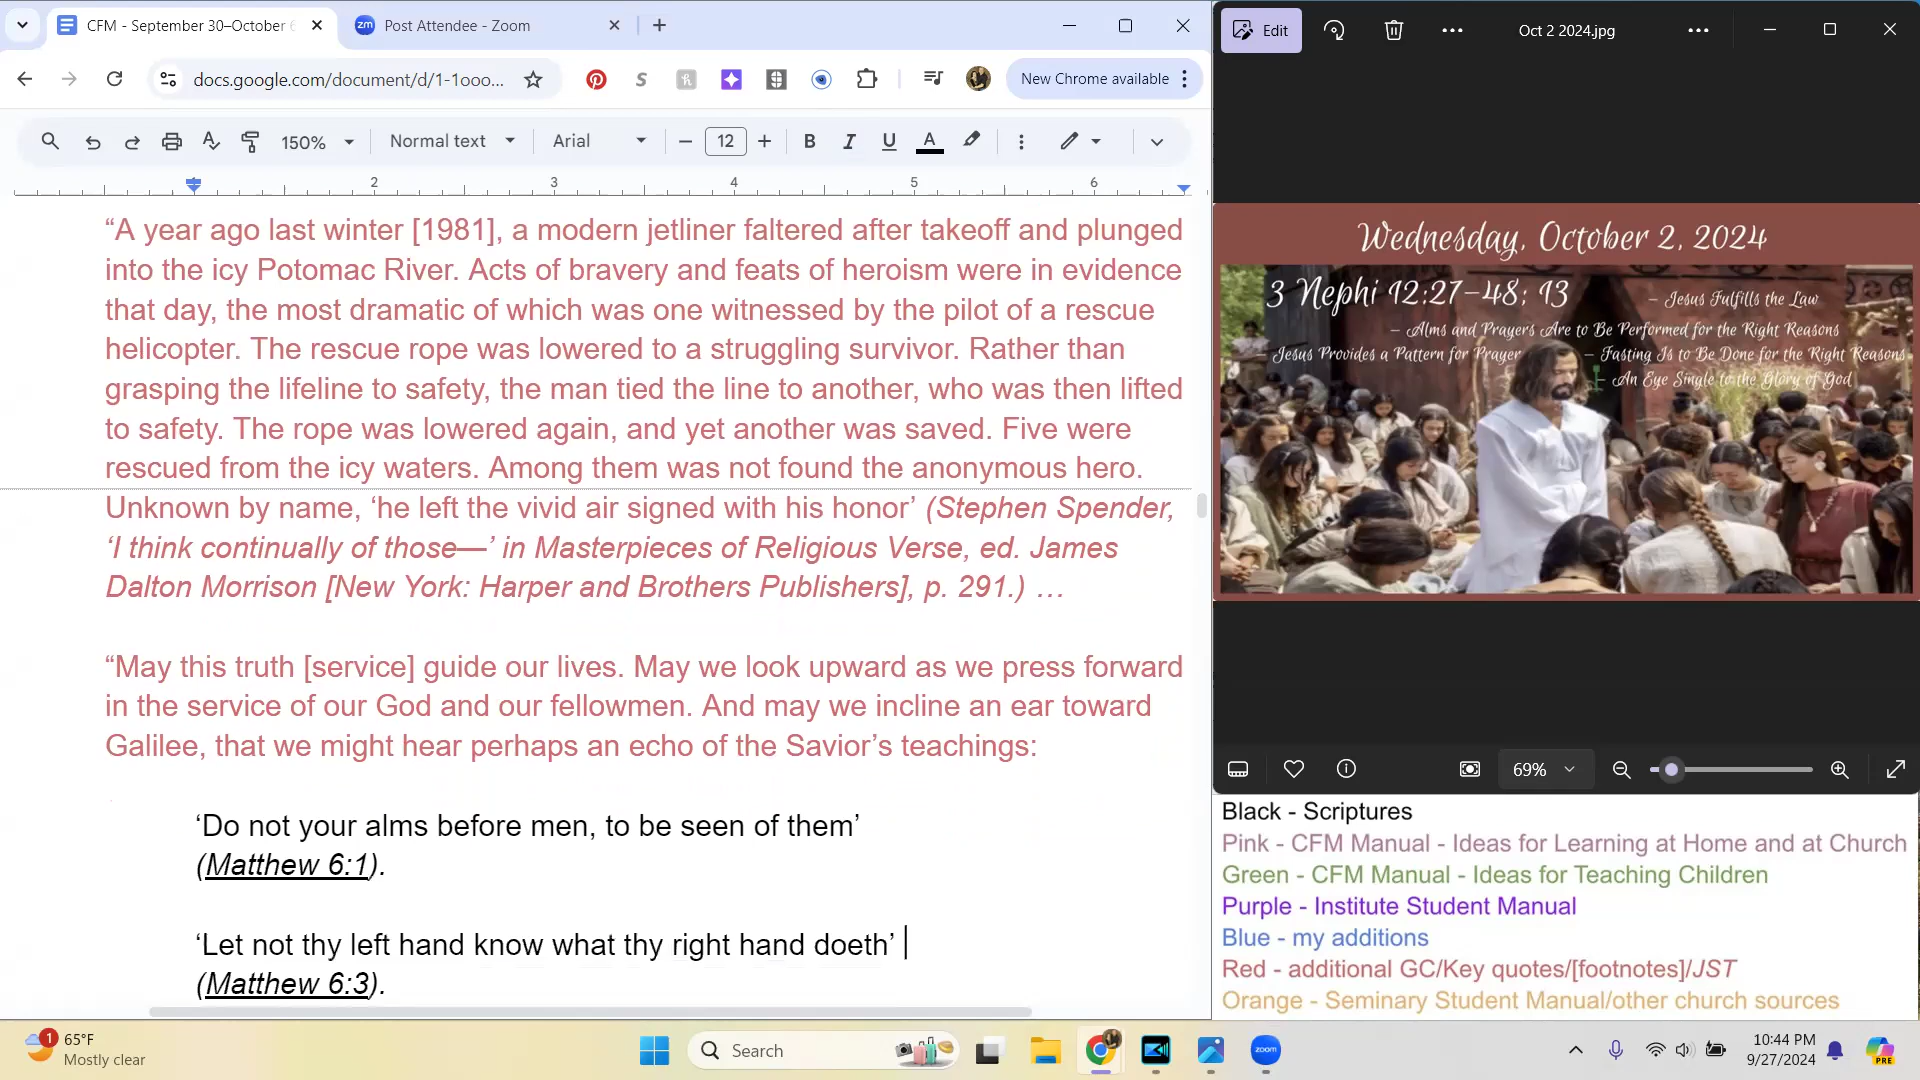 CFM - September 30–October 6
Post Attendee - Zoom
docs.google.com/document/d/1-1ooo...
New Chrome available
150%
Normal text
Arial
12
2 3 4 5 6
“A year ago last winter [1981], a modern jetliner faltered after takeoff and plunged
into the icy Potomac River. Acts of bravery and feats of heroism were in evidence
that day, the most dramatic of which was one witnessed by the pilot of a rescue
helicopter. The rescue rope was lowered to a struggling survivor. Rather than
grasping the lifeline to safety, the man tied the line to another, who was then lifted
to safety. The rope was lowered again, and yet another was saved. Five were
rescued from the icy waters. Among them was not found the anonymous hero.
Unknown by name, ‘he left the vivid air signed with his honor’ (Stephen Spender,
‘I think continually of those—’ in Masterpieces of Religious Verse, ed. James
Dalton Morrison [New York: Harper and Brothers Publishers], p. 291.) …
“May this truth [service] guide our lives. May we look upward as we press forward
in the service of our God and our fellowmen. And may we incline an ear toward
Galilee, that we might hear perhaps an echo of the Savior’s teachings:
‘Do not your alms before men, to be seen of them’
(Matthew 6:1).
‘Let not thy left hand know what thy right hand doeth’
(Matthew 6:3).
Edit
Oct 2 2024.jpg
Wednesday, October 2, 2024
3 Nephi 12:27–48; 13
– Jesus Fulfills the Law
– Alms and Prayers Are to Be Performed for the Right Reasons
– Jesus Provides a Pattern for Prayer
– Fasting Is to Be Done for the Right Reasons
– An Eye Single to the Glory of God
69%
Black - Scriptures
Pink - CFM Manual - Ideas for Learning at Home and at Church
Green - CFM Manual - Ideas for Teaching Children
Purple - Institute Student Manual
Blue - my additions
Red - additional GC/Key quotes/[footnotes]/JST
Orange - Seminary Student Manual/other church sources
1
65°F
Mostly clear
Search
zoom
10:44 PM
9/27/2024
PRE